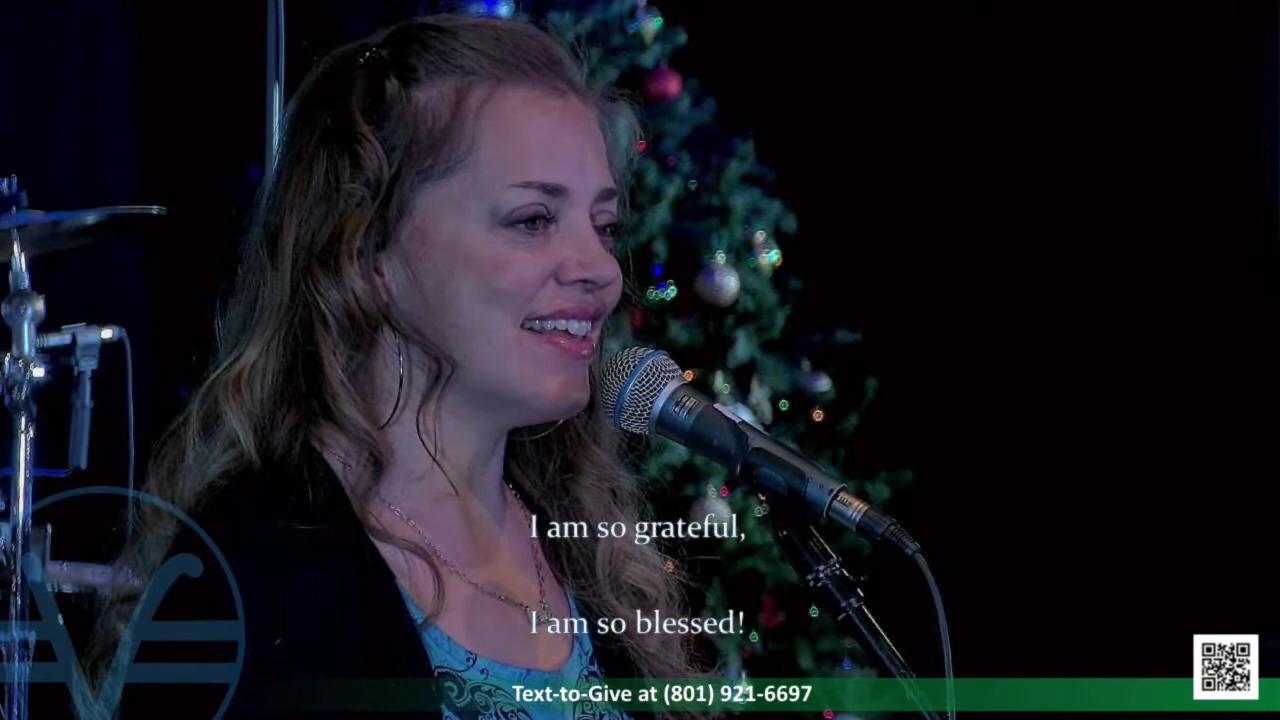 I am so grateful,
I am so blessed!
Text-to-Give at (801) 921-6697